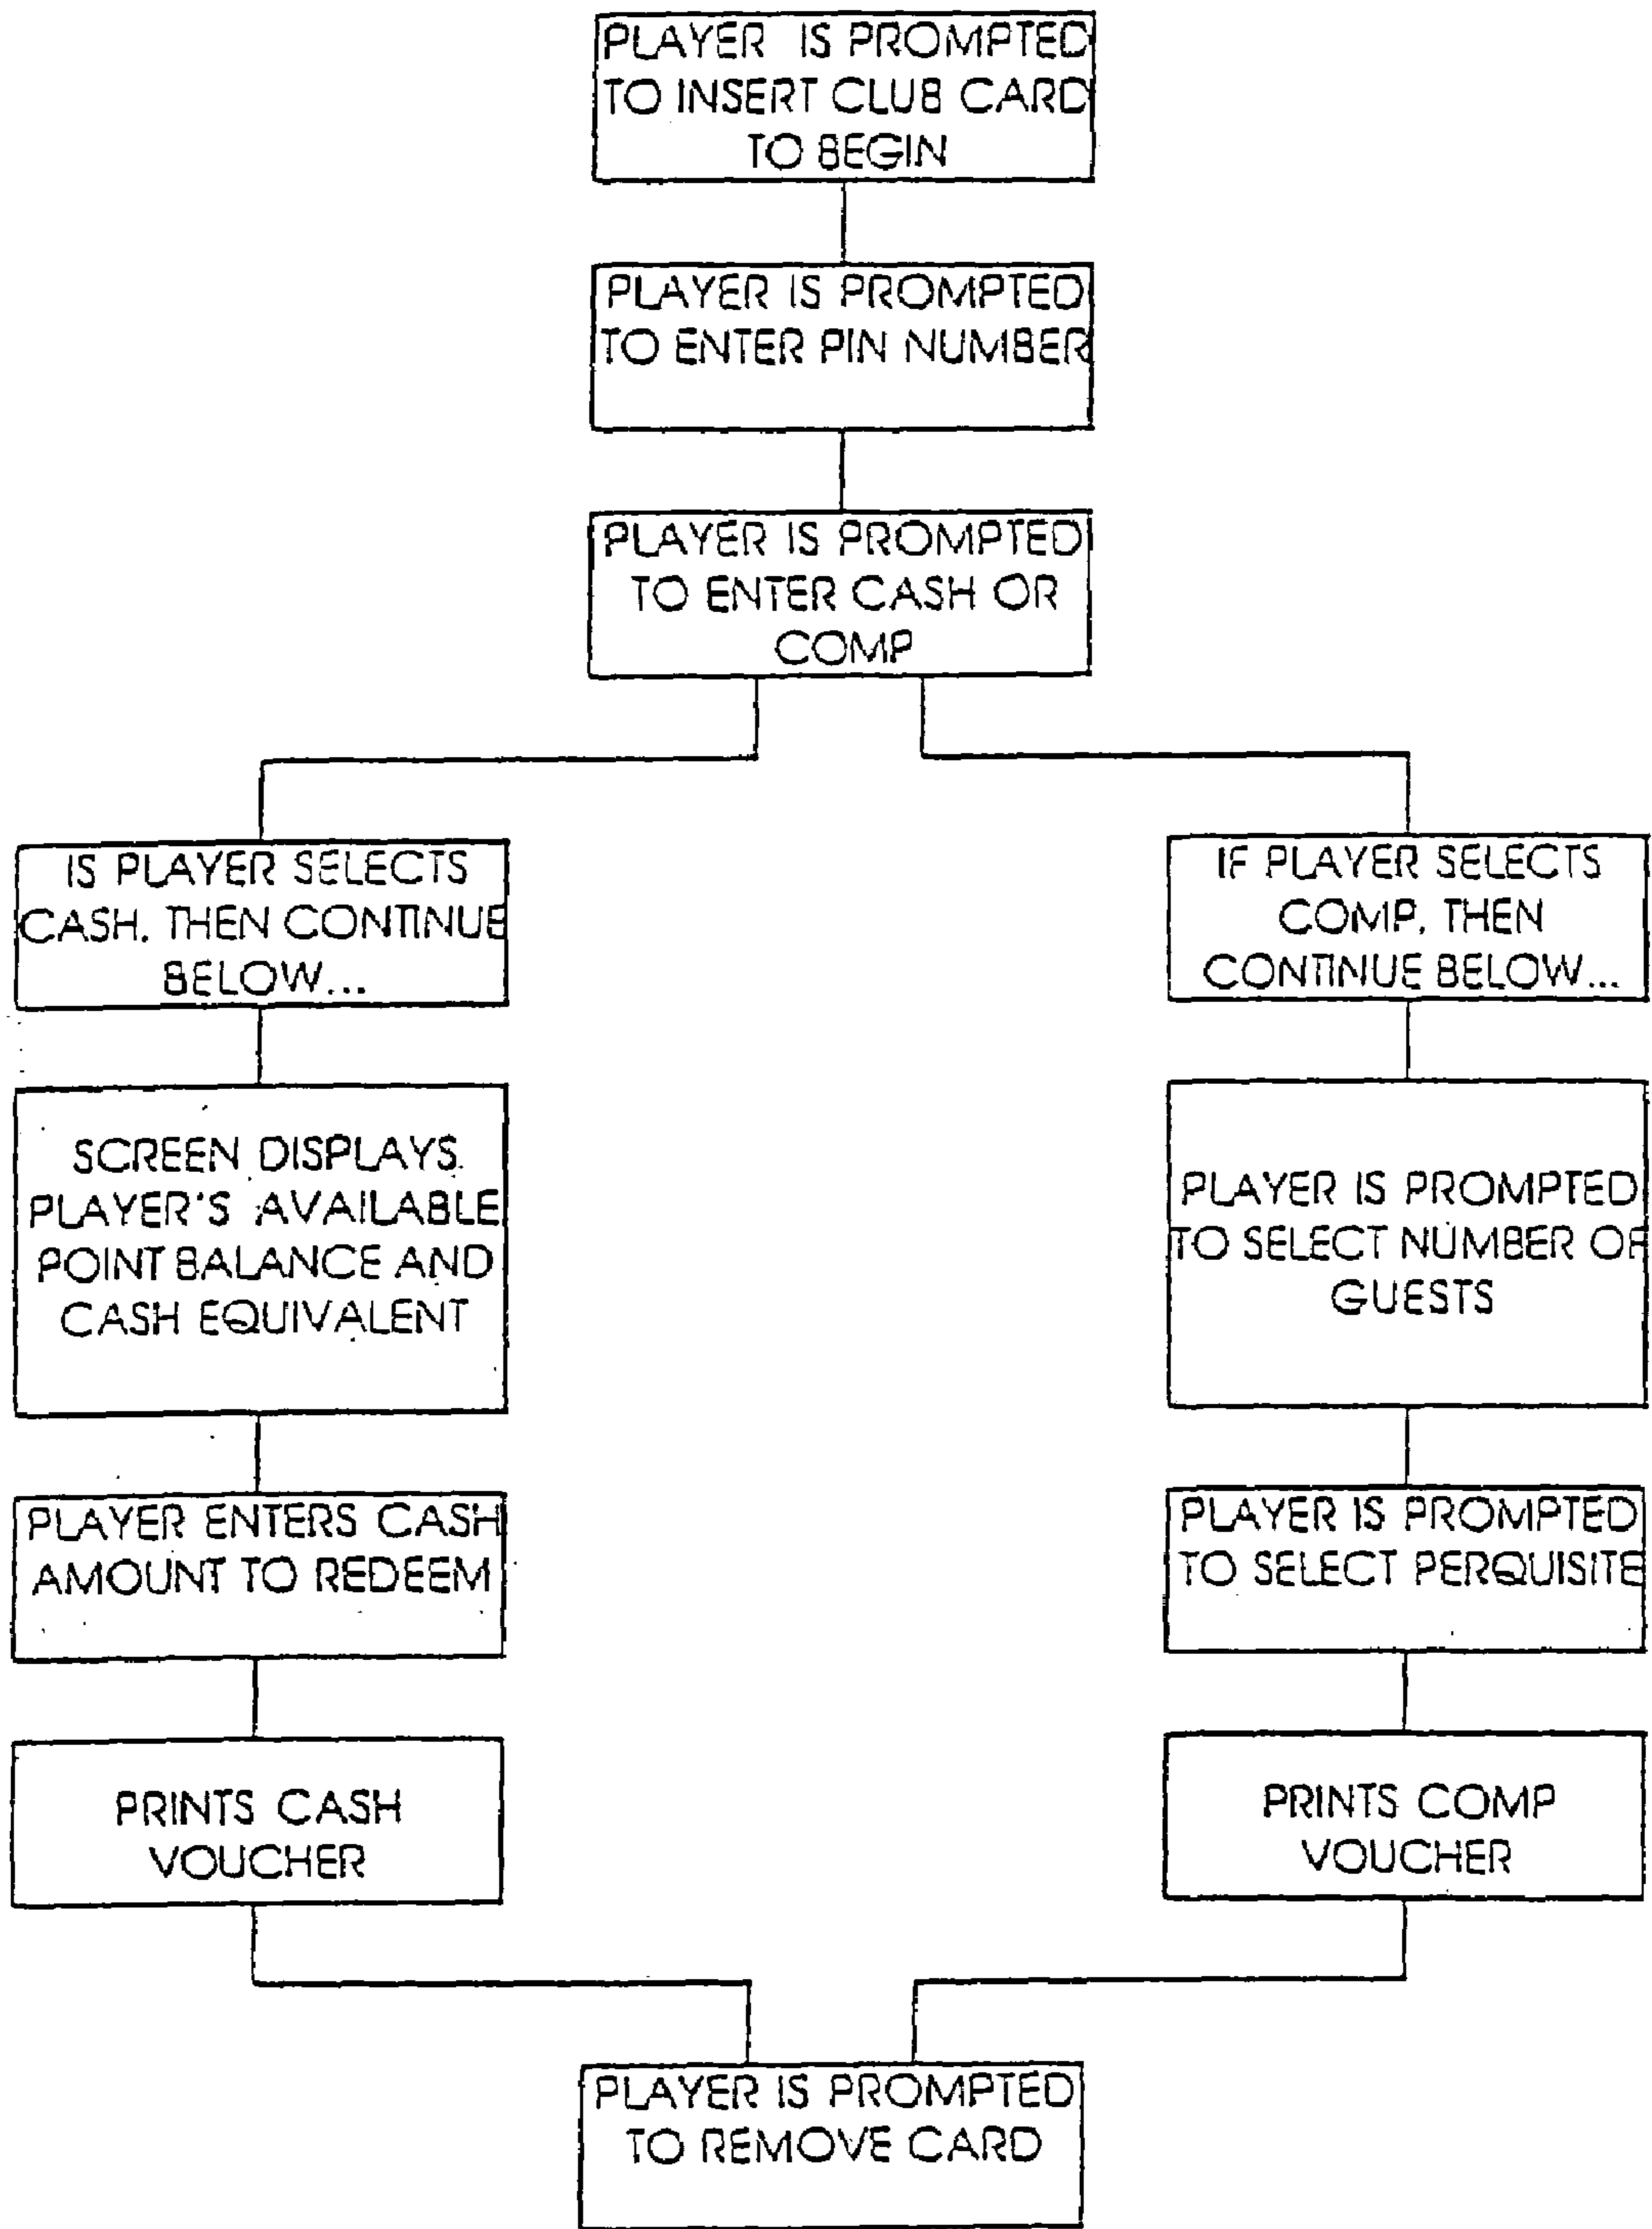 PLAYER IS PROMPTED
TO INSERT CLUB CARD
TO BEGIN
PLAYER IS PROMPTED
TO ENTER PIN NUMBER
PLAYER IS PROMPTED
TO ENTER CASH OR
COMP
IS PLAYER SELECTS
CASH, THEN CONTINUE
BELOW...
SCREEN DISPLAYS
PLAYER'S AVAILABLE
POINT BALANCE AND
CASH EQUIVALENT
PLAYER ENTERS CASH
AMOUNT TO REDEEM
PRINTS CASH
VOUCHER
IF PLAYER SELECTS
COMP, THEN
CONTINUE BELOW...
PLAYER IS PROMPTED
TO SELECT NUMBER OF
GUESTS
PLAYER IS PROMPTED
TO SELECT PERQUISITE
PRINTS COMP
VOUCHER
PLAYER IS PROMPTED
TO REMOVE CARD